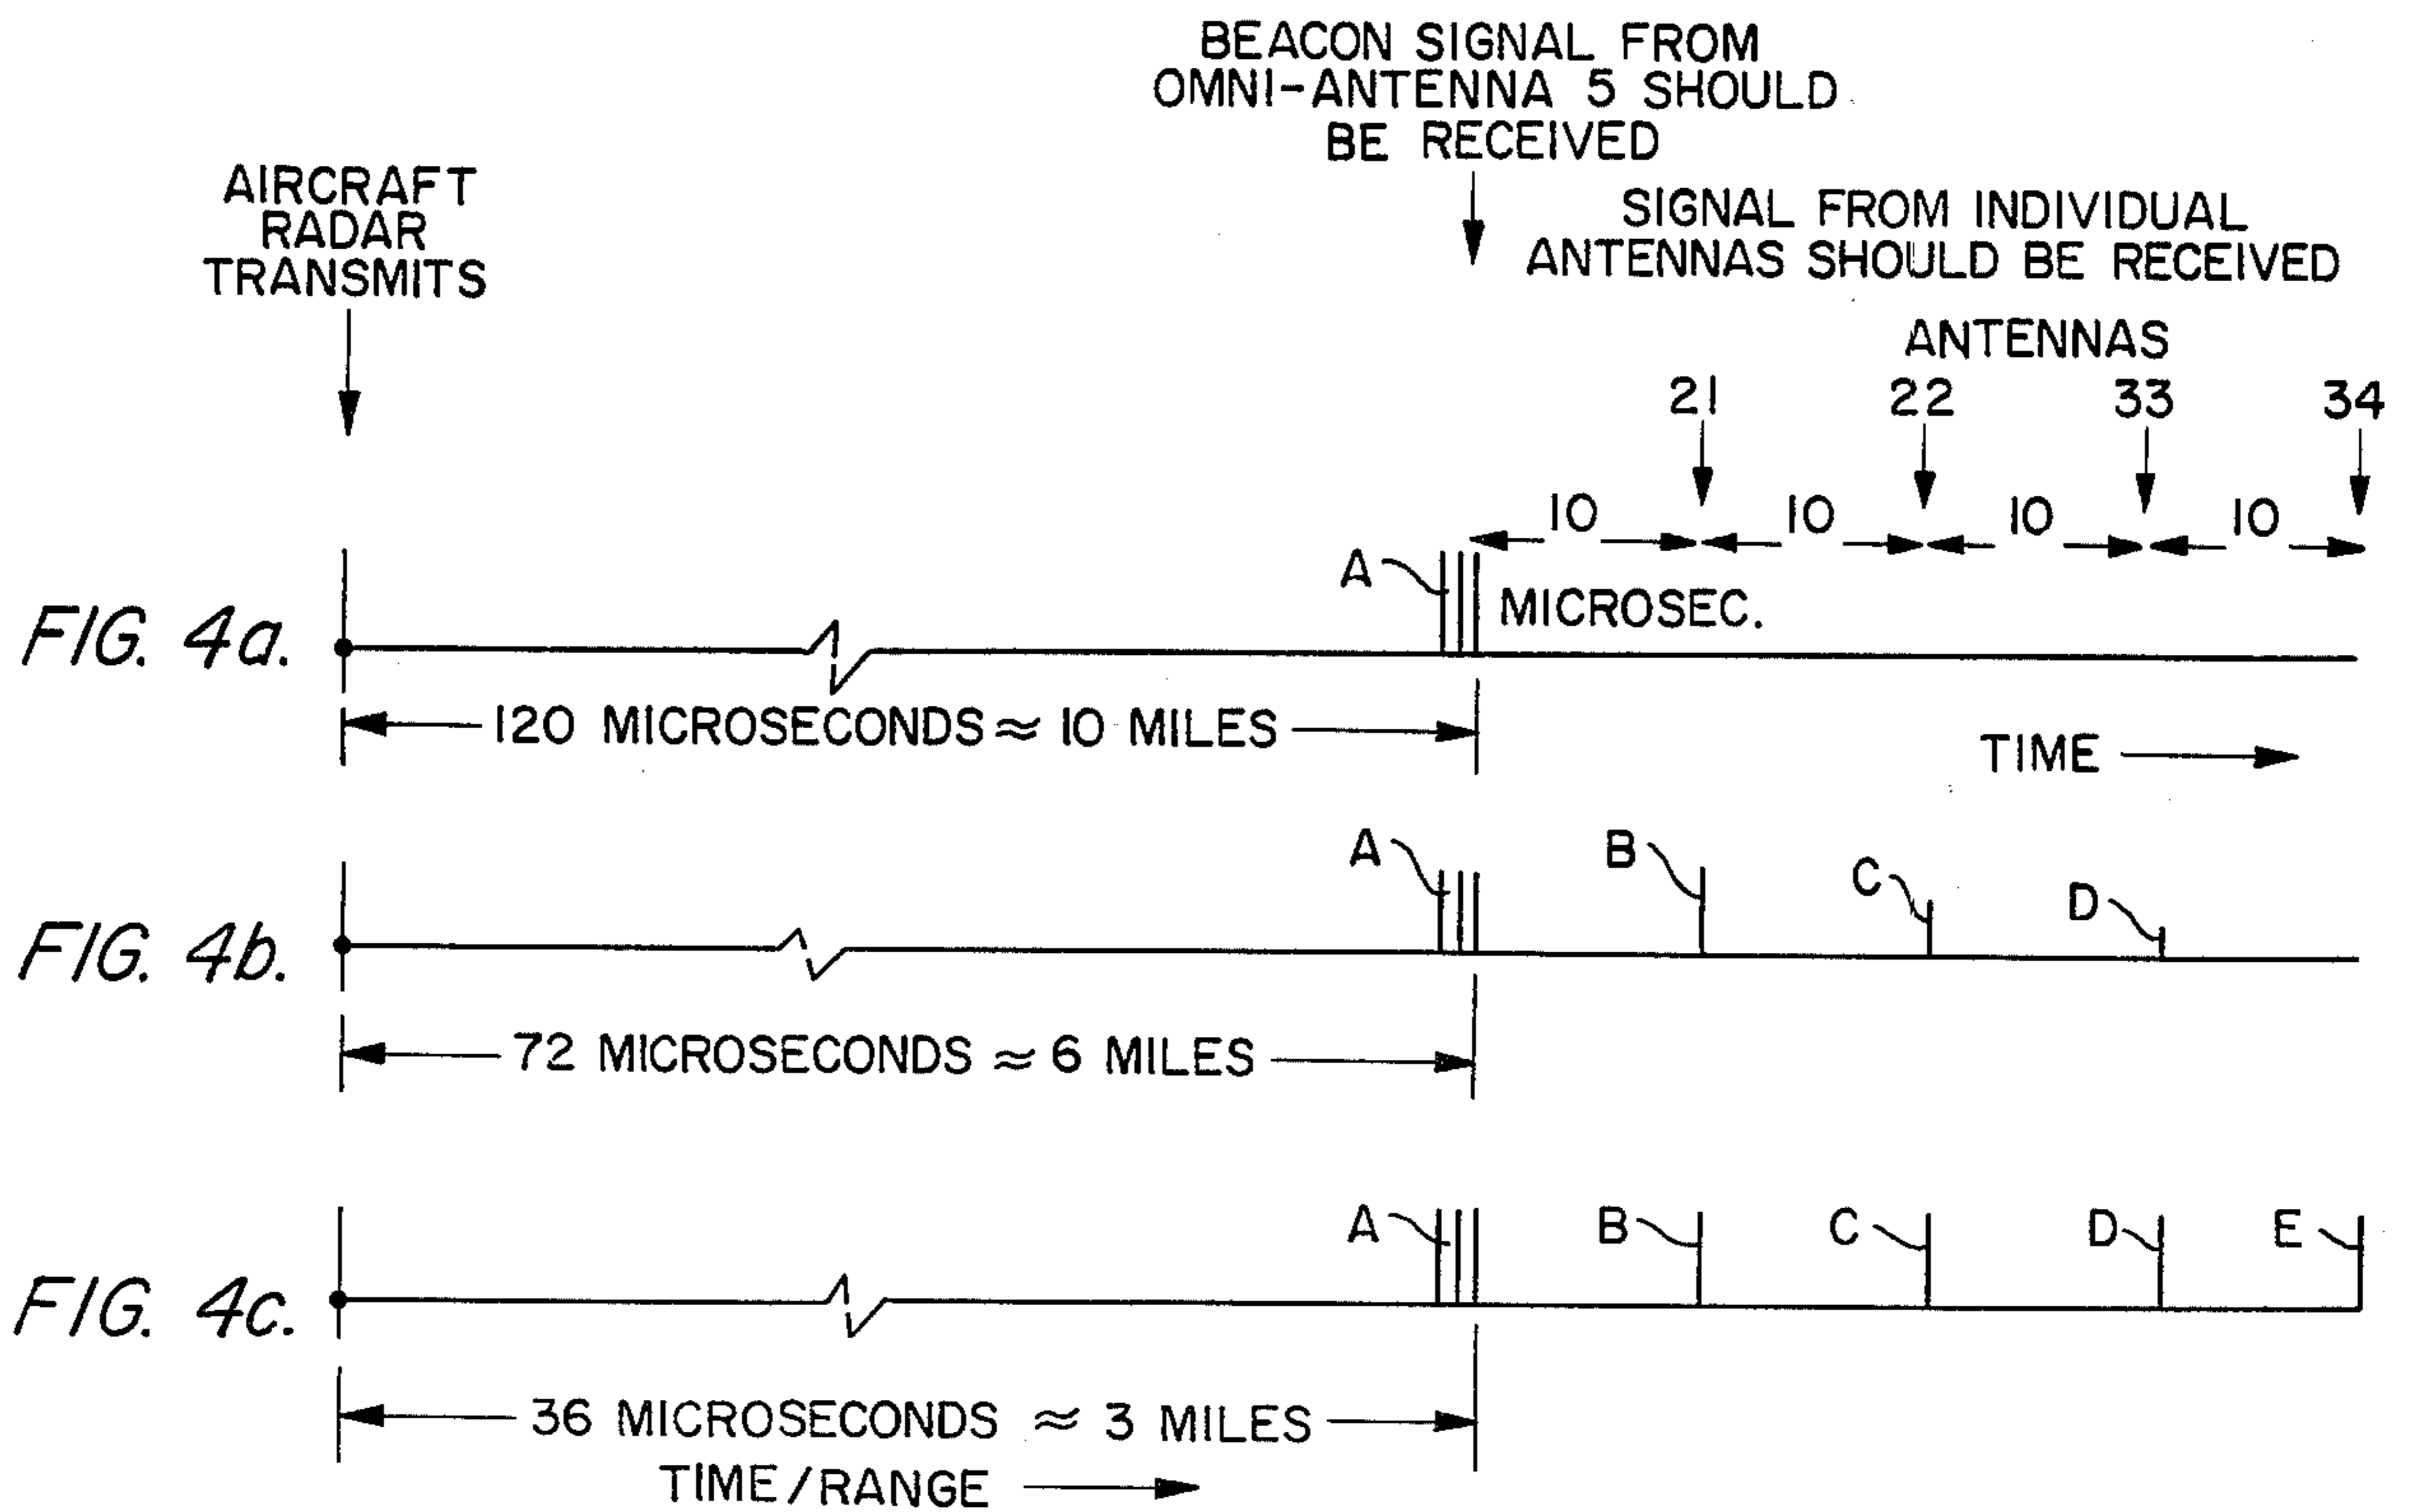 BEACON SIGNAL FROM
OMNI-ANTENNA 5 SHOULD
BE RECEIVED
AIRCRAFT
RADAR
TRANSMITS
SIGNAL FROM INDIVIDUAL
ANTENNAS SHOULD BE RECEIVED
ANTENNAS
21 22 33 34
10 10 10 10
A
MICROSEC.
FIG. 4a.
120 MICROSECONDS ≈ 10 MILES
TIME
A B C D
FIG. 4b.
72 MICROSECONDS ≈ 6 MILES
A B C D E
FIG. 4c.
36 MICROSECONDS ≈ 3 MILES
TIME/RANGE